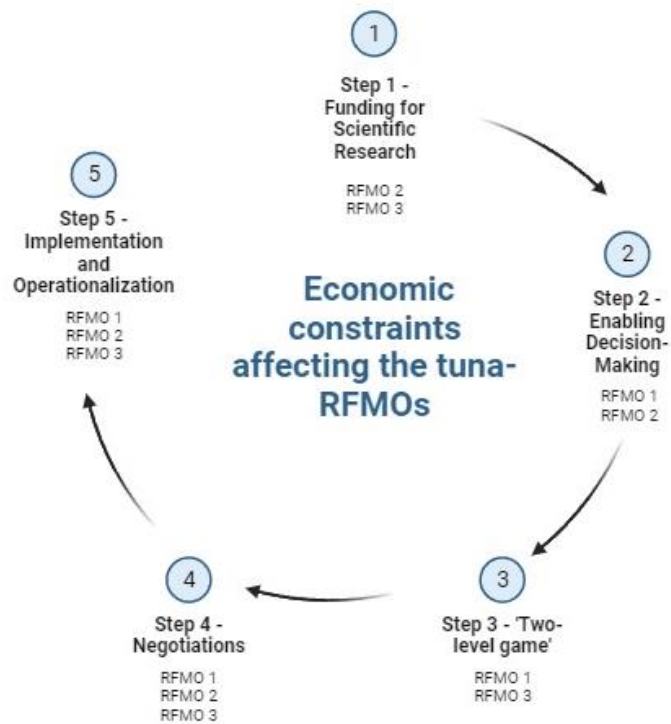 1
Step 1 -
Funding for
Scientific
Research
RFMO 2
RFMO 3
2
Step 2 -
Enabling
Decision-
Making
RFMO 1
RFMO 2
3
Step 3 - 'Two-
level game'
RFMO 1
RFMO 3
4
Step 4 -
Negotiations
RFMO 1
RFMO 2
RFMO 3
5
Step 5 -
Implementation
and
Operationalization
RFMO 1
RFMO 2
RFMO 3
Economic
constraints
affecting the tuna-
RFMOs